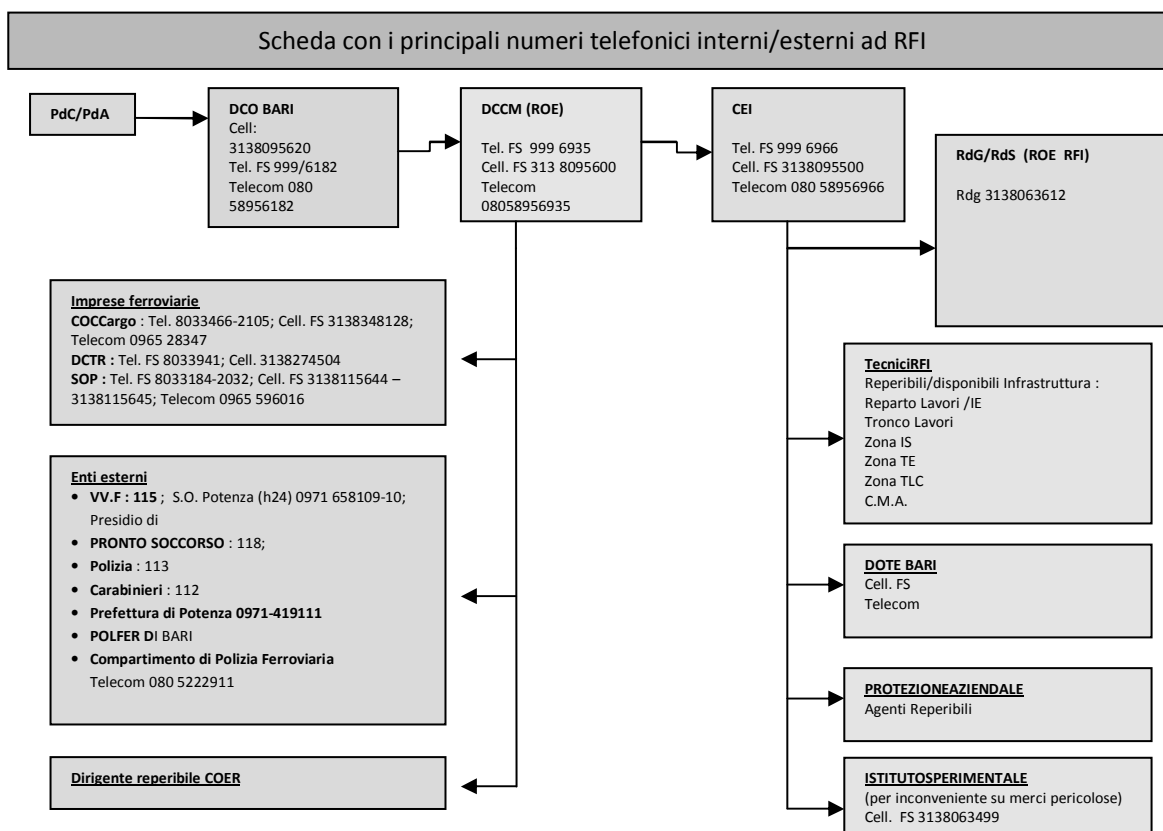 Scheda con i principali numeri telefonici interni/esterni ad RFI
PdC/PdA
DCO BARI
Cell:
3138095620
Tel. FS 999/6182
Telecom 080
58956182
DCCM (ROE)
Tel. FS 999 6935
Cell. FS 313 8095600
Telecom
08058956935
CEI
Tel. FS 999 6966
Cell. FS 3138095500
Telecom 080 58956966
RdG/RdS (ROE RFI)
Rdg 3138063612
Imprese ferroviarie
COCCargo : Tel. 8033466-2105; Cell. FS 3138348128;
Telecom 0965 28347
DCTR : Tel. FS 8033941; Cell. 3138274504
SOP : Tel. FS 8033184-2032; Cell. FS 3138115644 –
3138115645; Telecom 0965 596016
Enti esterni
• VV.F : 115 ; S.O. Potenza (h24) 0971 658109-10;
Presidio di
• PRONTO SOCCORSO : 118;
• Polizia : 113
• Carabinieri : 112
• Prefettura di Potenza 0971-419111
• POLFER DI BARI
• Compartimento di Polizia Ferroviaria
Telecom 080 5222911
Dirigente reperibile COER
TecniciRFI
Reperibili/disponibili Infrastruttura :
Reparto Lavori /IE
Tronco Lavori
Zona IS
Zona TE
Zona TLC
C.M.A.
DOTE BARI
Cell. FS
Telecom
PROTEZIONEAZIENDALE
Agenti Reperibili
ISTITUTOSPERIMENTALE
(per inconveniente su merci pericolose)
Cell. FS 3138063499